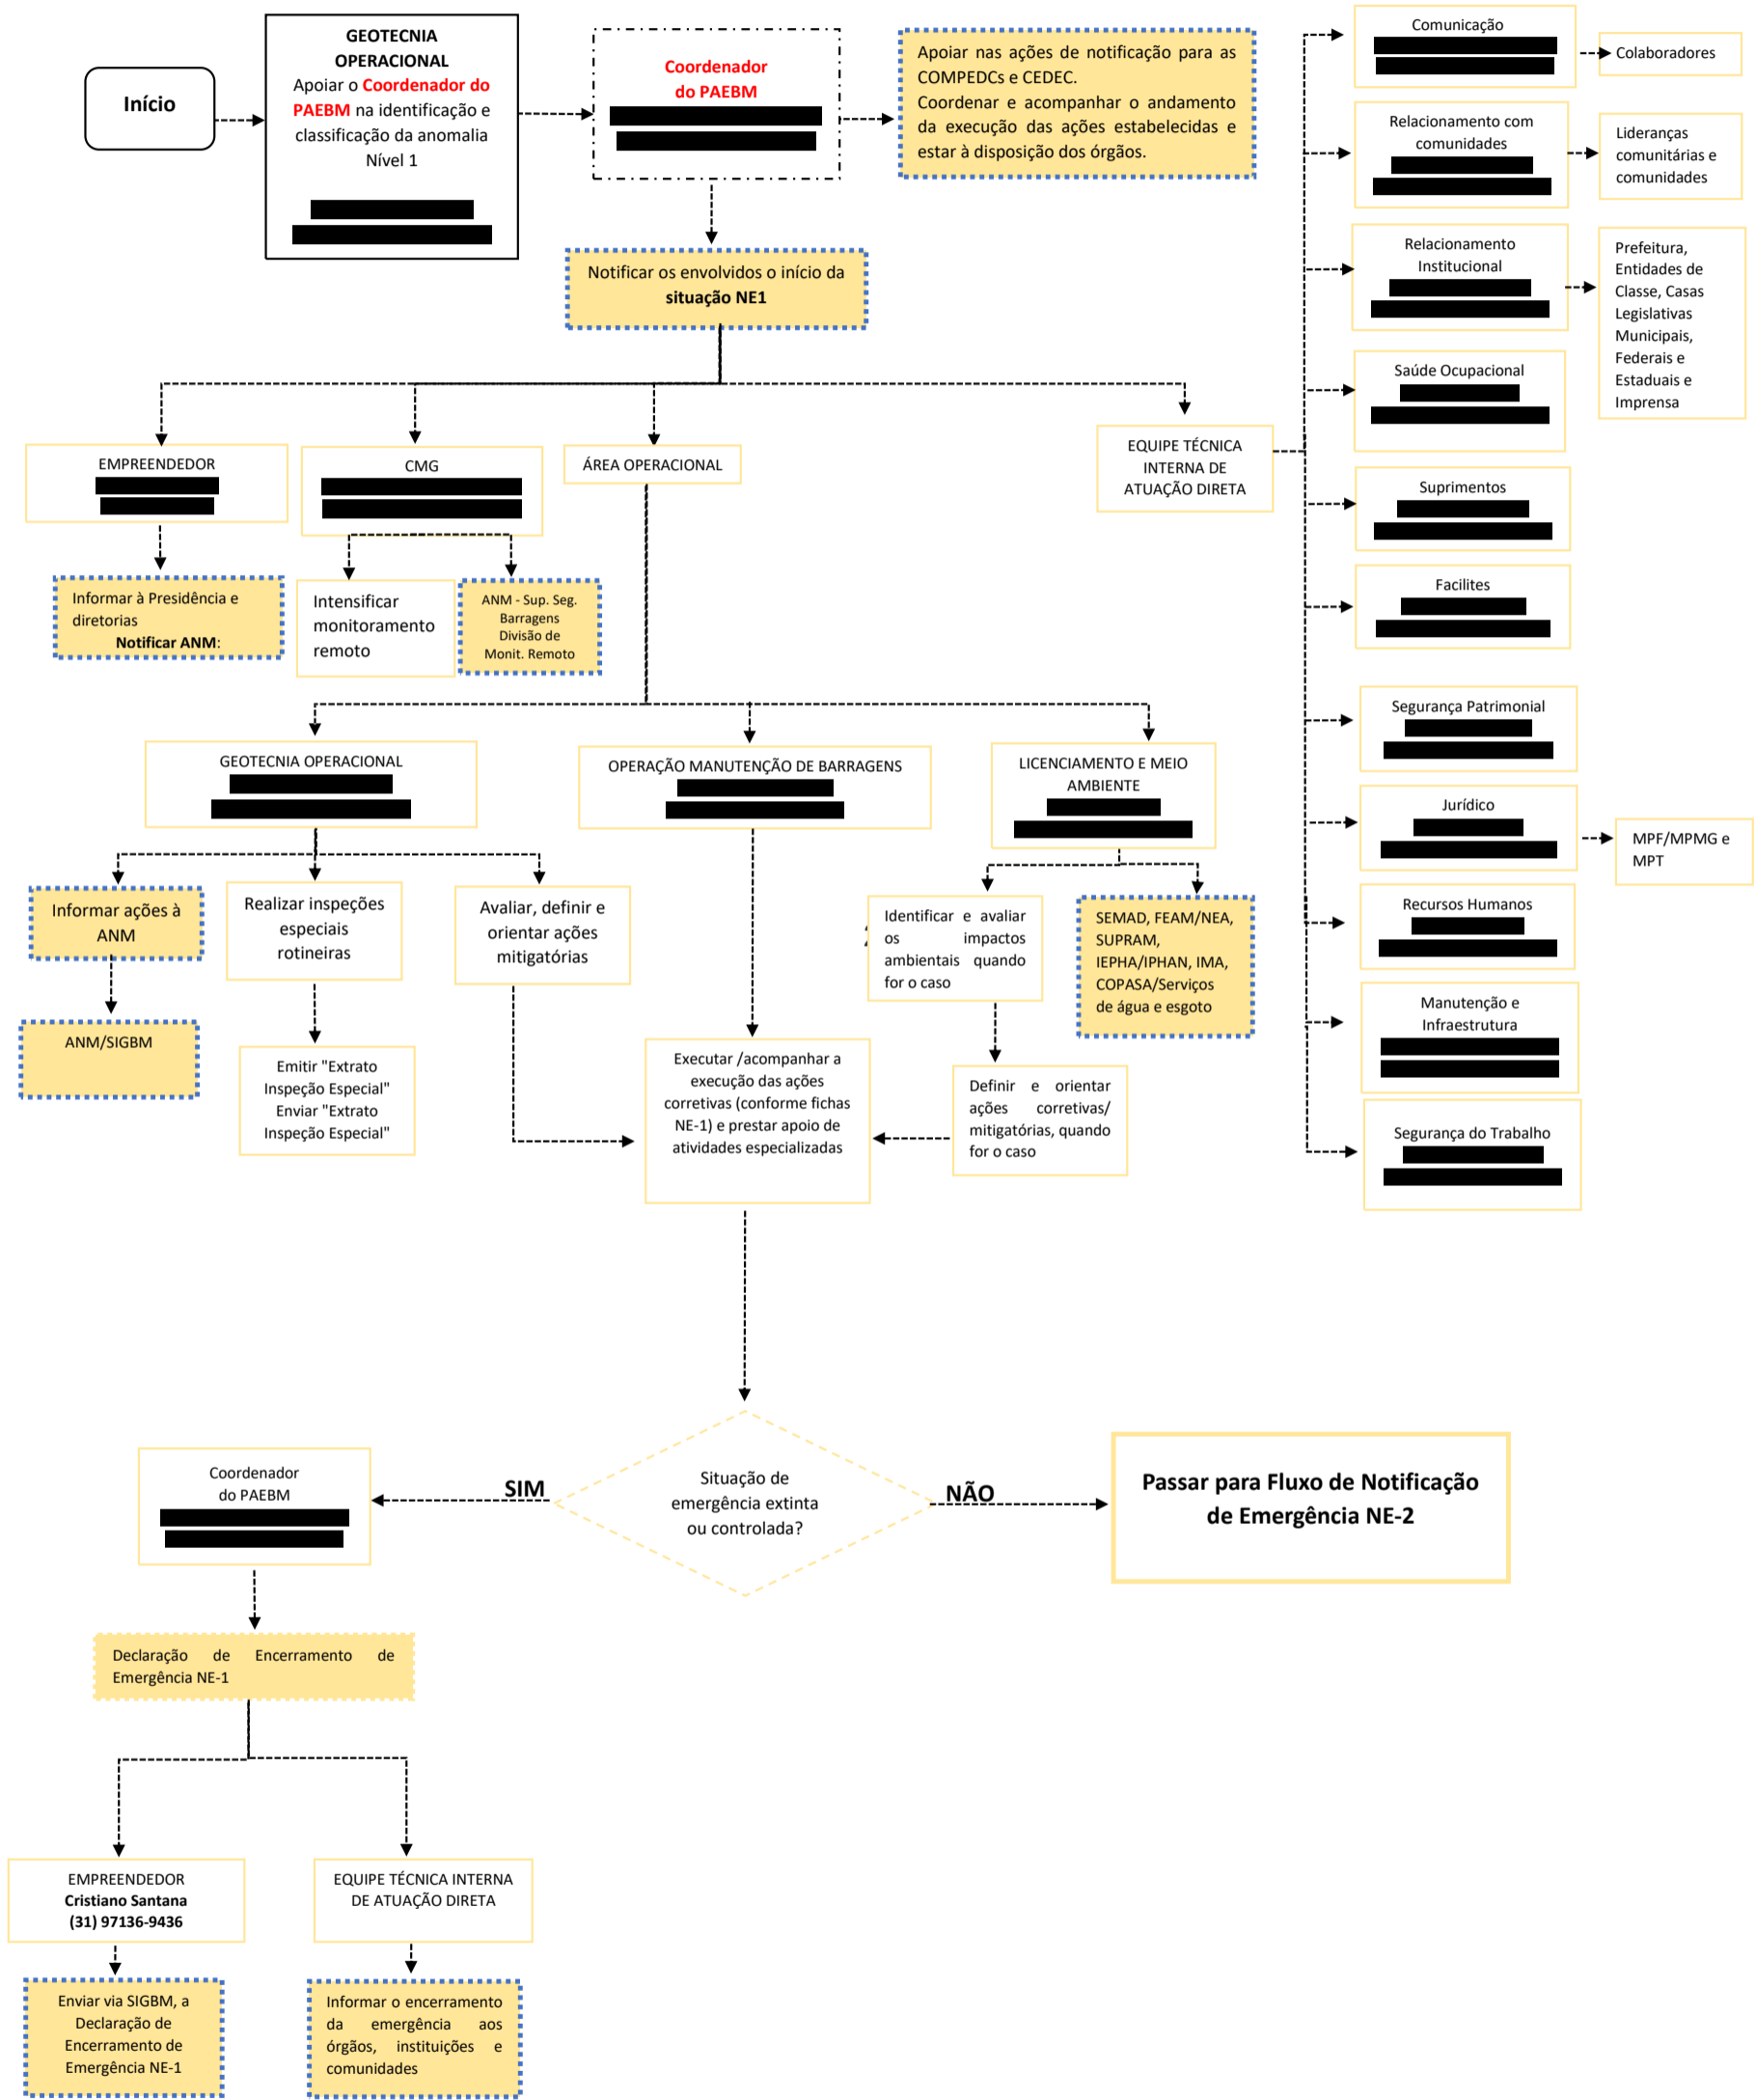 Início
GEOTECNIA
OPERACIONAL
Apoiar o Coordenador do
PAEBM na identificação e
classificação da anomalia
Nível 1
Coordenador
do PAEBM
Apoiar nas ações de notificação para as
COMPEDCs e CEDEC.
Coordenar e acompanhar o andamento
da execução das ações estabelecidas e
estar à disposição dos órgãos.
Notificar os envolvidos o início da
situação NE1
EMPREENDEDOR
CMG
ÁREA OPERACIONAL
EQUIPE TÉCNICA
INTERNA DE
ATUAÇÃO DIRETA
Comunicação
Colaboradores
Relacionamento com
comunidades
Lideranças
comunitárias e
comunidades
Relacionamento
Institucional
Prefeitura,
Entidades de
Classe, Casas
Legislativas
Municipais,
Federais e
Estaduais e
Imprensa
Saúde Ocupacional
Suprimentos
Facilites
Segurança Patrimonial
Jurídico
MPF/MPMG e
MPT
Recursos Humanos
Manutenção e
Infraestrutura
Segurança do Trabalho
Informar à Presidência e
diretorias
Notificar ANM:
Intensificar
monitoramento
remoto
ANM - Sup. Seg.
Barragens
Divisão de
Monit. Remoto
GEOTECNIA OPERACIONAL
OPERAÇÃO MANUTENÇÃO DE BARRAGENS
LICENCIAMENTO E MEIO
AMBIENTE
Informar ações à
ANM
Realizar inspeções
especiais
rotineiras
Avaliar, definir e
orientar ações
mitigatórias
Identificar e avaliar
os impactos
ambientais quando
for o caso
SEMAD, FEAM/NEA,
SUPRAM,
IEPHA/IPHAN, IMA,
COPASA/Serviços
de água e esgoto
ANM/SIGBM
Emitir "Extrato
Inspeção Especial"
Enviar "Extrato
Inspeção Especial"
Executar /acompanhar a
execução das ações
corretivas (conforme fichas
NE-1) e prestar apoio de
atividades especializadas
Definir e orientar
ações corretivas/
mitigatórias, quando
for o caso
Situação de
emergência extinta
ou controlada?
SIM
NÃO
Coordenador
do PAEBM
Passar para Fluxo de Notificação
de Emergência NE-2
Declaração de Encerramento de
Emergência NE-1
EMPREENDEDOR
Cristiano Santana
(31) 97136-9436
EQUIPE TÉCNICA INTERNA
DE ATUAÇÃO DIRETA
Enviar via SIGBM, a
Declaração de
Encerramento de
Emergência NE-1
Informar o encerramento
da emergência aos
órgãos, instituições e
comunidades